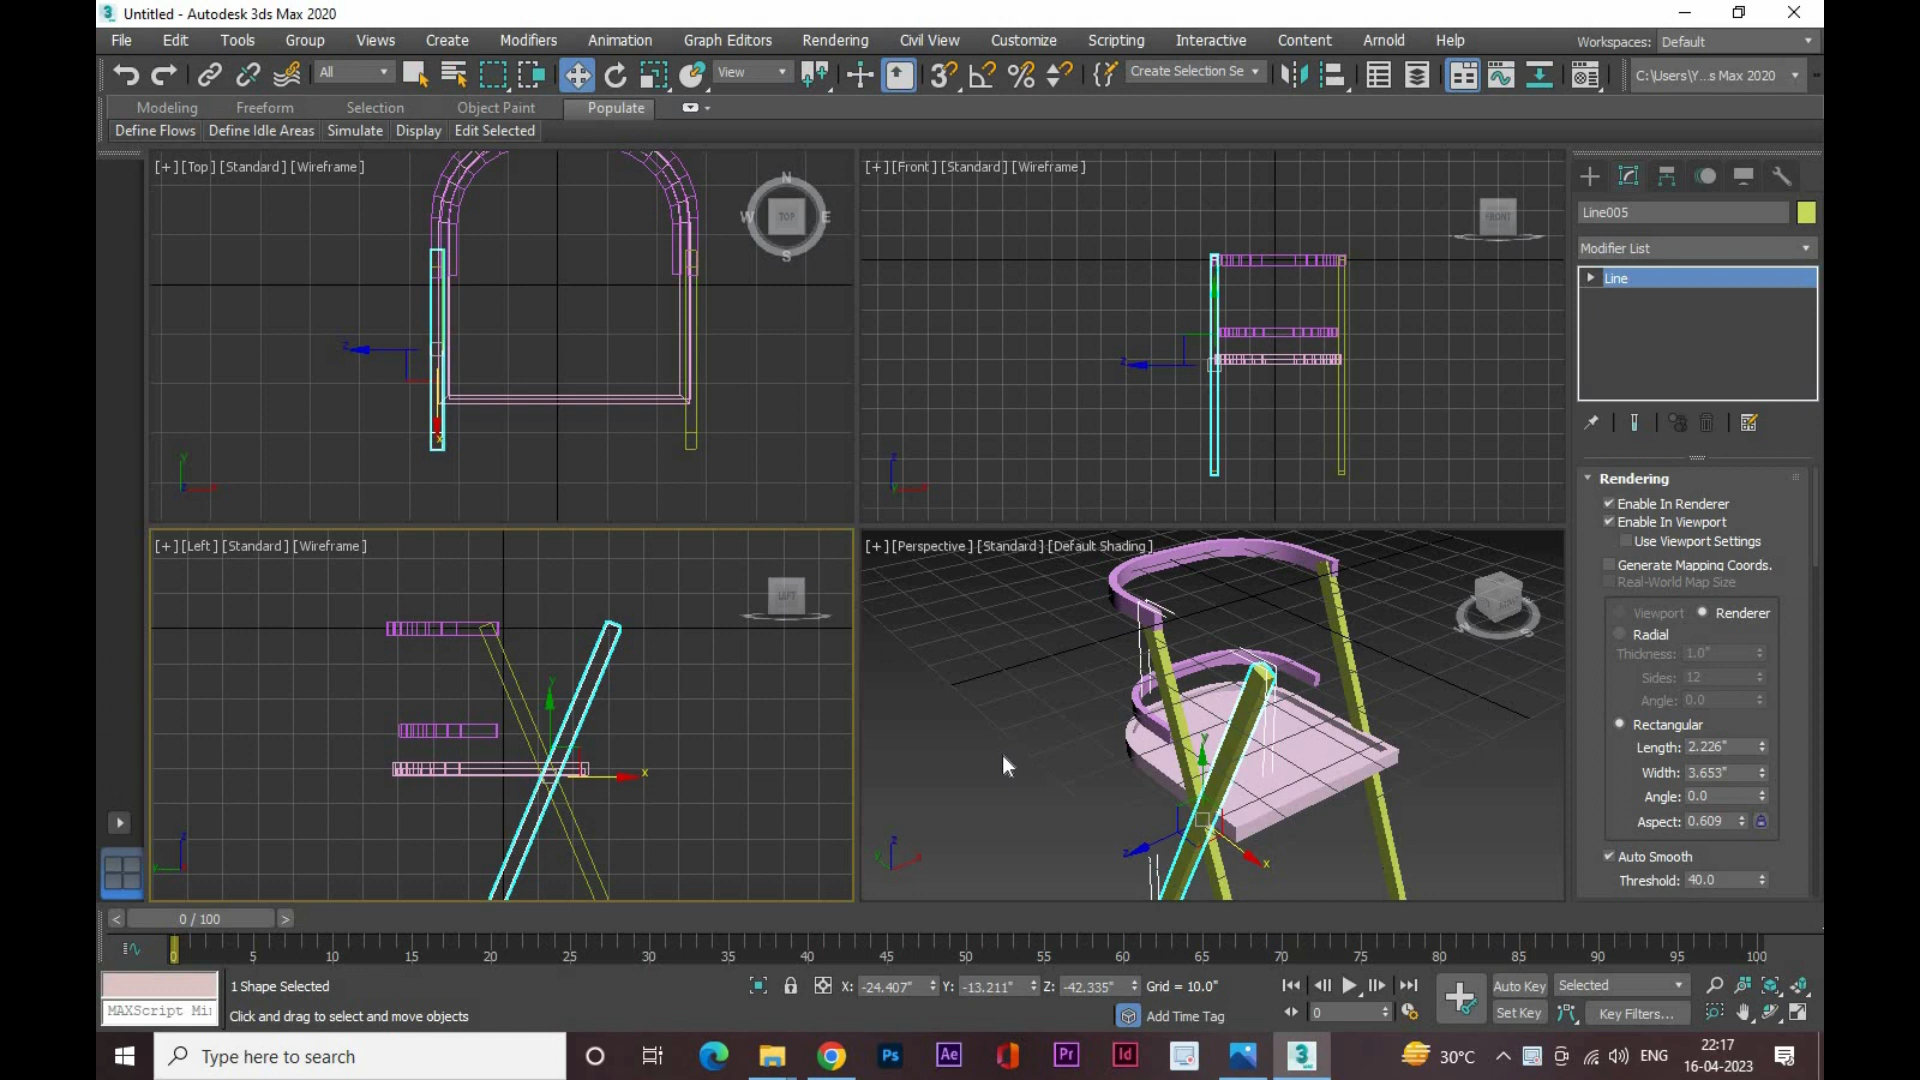 Untitled - Autodesk 3ds Max 2020
File Edit Tools Group Views Create Modifiers Animation Graph Editors Rendering Civil View Customize Scripting Interactive Content Arnold Help Workspaces: Default
All View Create Selection Se C:\Users\Y...s Max 2020
Modeling Freeform Selection Object Paint Populate
Define Flows Define Idle Areas Simulate Display Edit Selected
[+] [Top] [Standard] [Wireframe]
N
W TOP E
S
[+] [Front] [Standard] [Wireframe]
FRONT
Line005
Modifier List
Line
Rendering
Enable In Renderer
Enable In Viewport
Use Viewport Settings
Generate Mapping Coords.
Real-World Map Size
Viewport Renderer
Radial
Thickness: 1.0"
Sides: 12
Angle: 0.0
Rectangular
Length: 2.226"
Width: 3.653"
Angle: 0.0
Aspect: 0.609
Auto Smooth
Threshold: 40.0
[+] [Left] [Standard] [Wireframe]
LEFT
[+] [Perspective] [Standard] [Default Shading]
< 0 / 100 >
0 5 10 15 20 25 30 35 40 45 50 55 60 65 70 75 80 85 90 95 100
1 Shape Selected X: -24.407" Y: -13.211" Z: -42.335" Grid = 10.0" Auto Key Selected
MAXScript Mi: Click and drag to select and move objects Add Time Tag 0 Set Key Key Filters...
Type here to search Ps Ae Pr Id 3 30°C ENG 22:17
16-04-2023